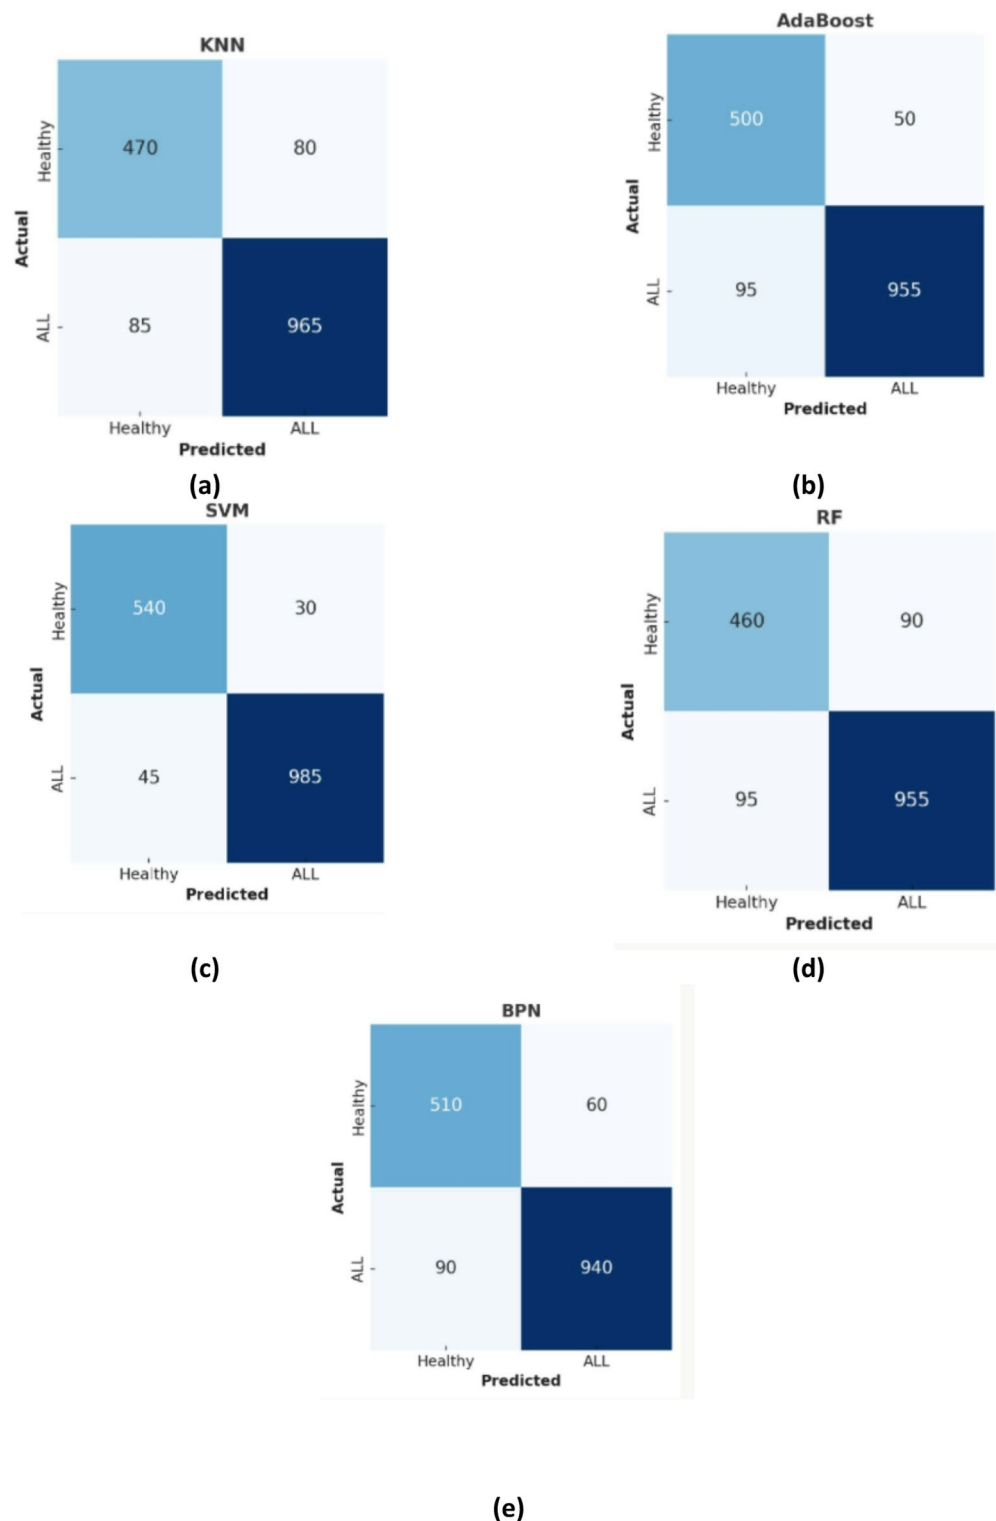 KNN
Healthy
470
80
Actual
ALL
85
965
Healthy
ALL
Predicted
(a)
AdaBoost
Healthy
500
50
Actual
ALL
95
955
Healthy
ALL
Predicted
(b)
SVM
Healthy
540
30
Actual
ALL
45
985
Healthy
ALL
Predicted
(c)
RF
Healthy
460
90
Actual
ALL
95
955
Healthy
ALL
Predicted
(d)
BPN
Healthy
510
60
Actual
ALL
90
940
Healthy
ALL
Predicted
(e)